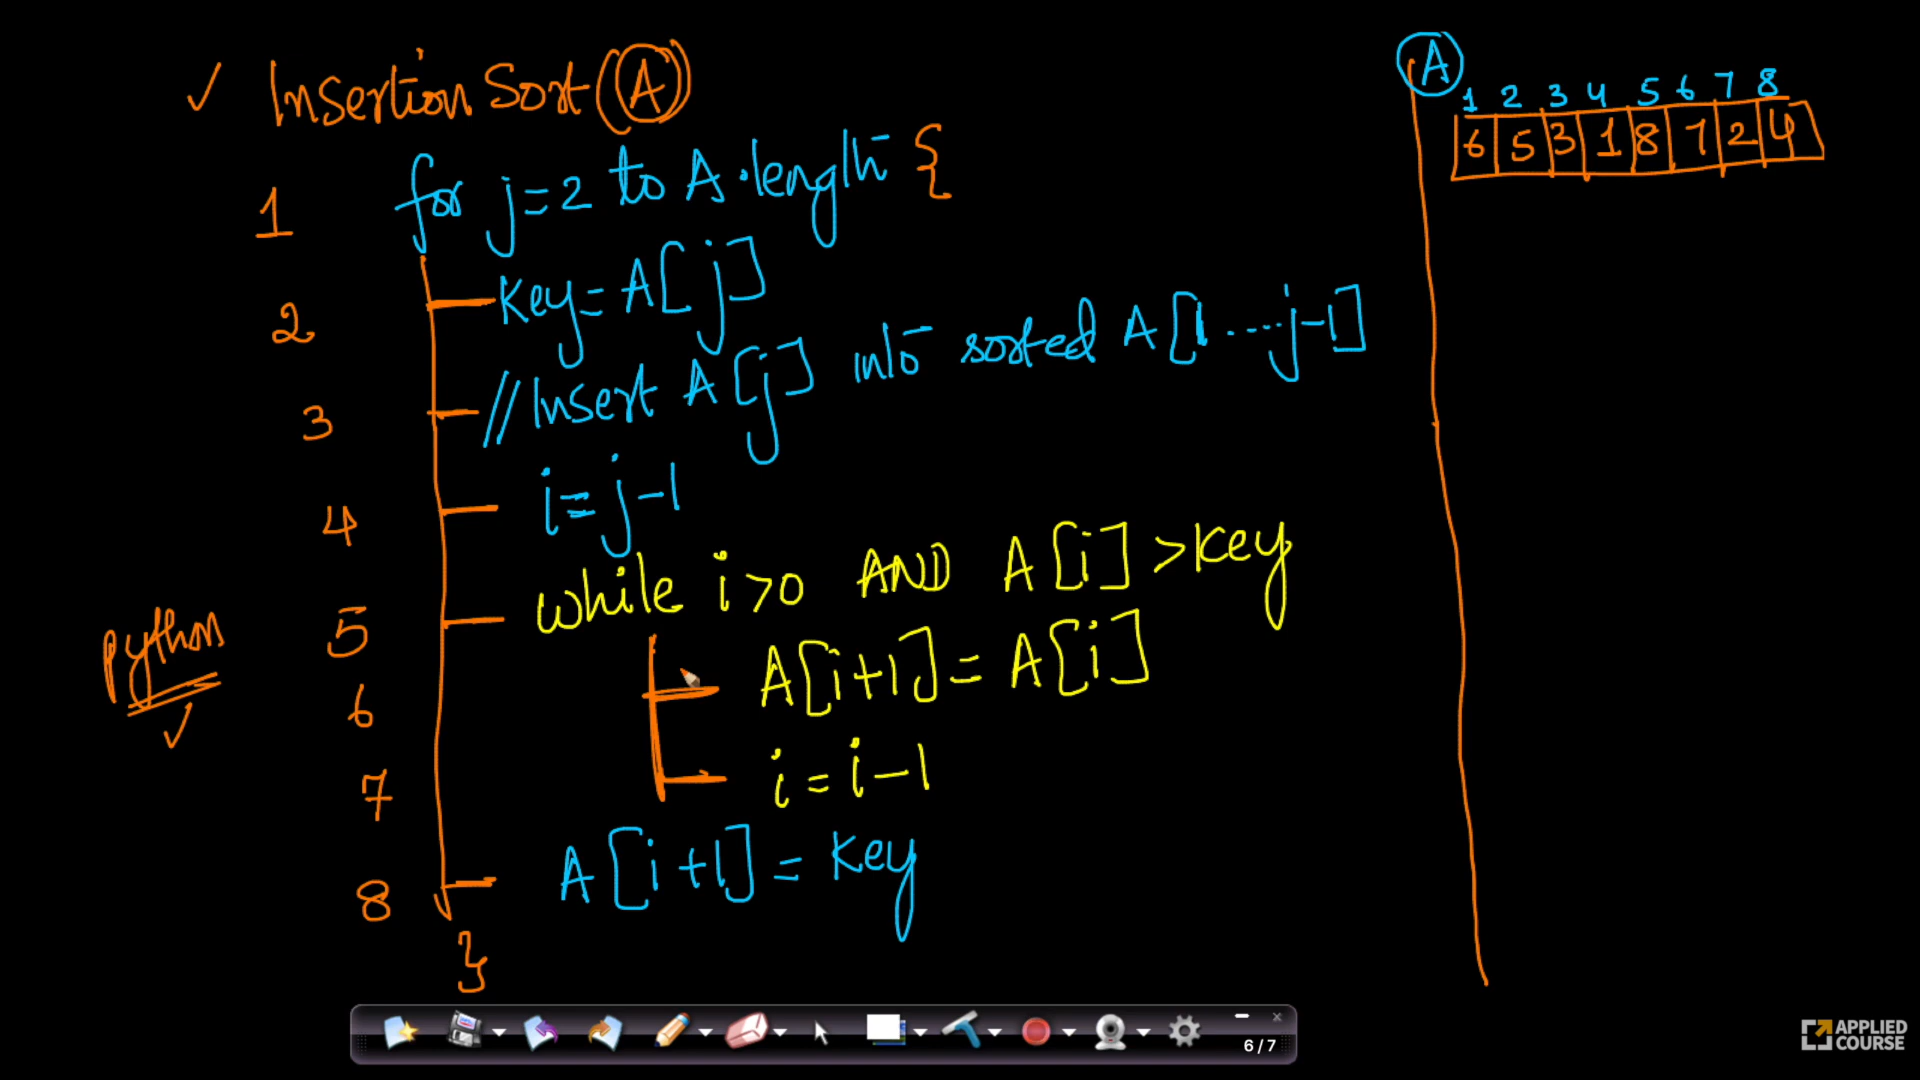 ✓ Insertion Sort (A)
1 for j=2 to A.length {
2 Key=A[j]
3 //Insert A[j] into sorted A[1.....j-1]
4 i=j-1
5 while i>0 AND A[i]>Key
6 A[i+1]=A[i]
7 i=i-1
8 A[i+1]=Key
}
python
✓
A
1 2 3 4 5 6 7 8
6 5 3 1 8 7 2 4
6/7
APPLIED
COURSE